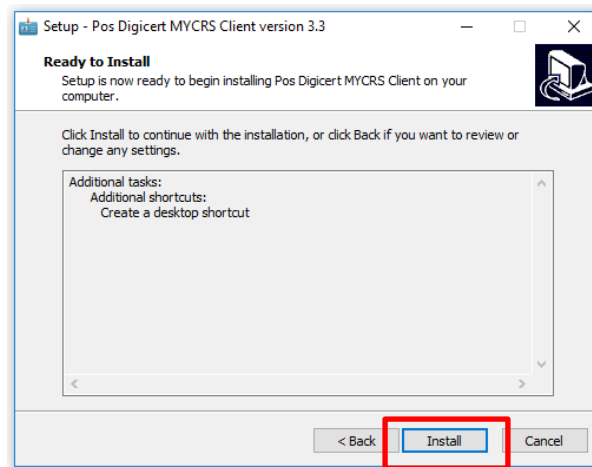 Setup - Pos Digicert MYCRS Client version 3.3
Ready to Install
Setup is now ready to begin installing Pos Digicert MYCRS Client on your
computer.
Click Install to continue with the installation, or click Back if you want to review or
change any settings.
Additional tasks:
Additional shortcuts:
Create a desktop shortcut
< Back
Install
Cancel